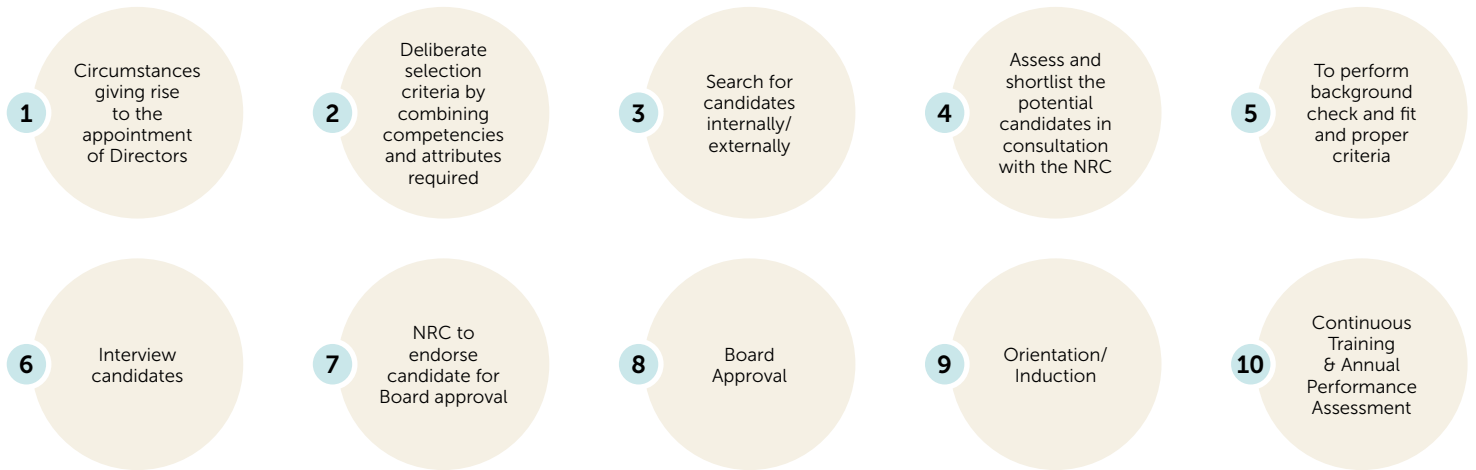 1
Circumstances
giving rise
to the
appointment
of Directors
2
Deliberate
selection
criteria by
combining
competencies
and attributes
required
3
Search for
candidates
internally/
externally
4
Assess and
shortlist the
potential
candidates in
consultation
with the NRC
5
To perform
background
check and fit
and proper
criteria
6
Interview
candidates
7
NRC to
endorse
candidate for
Board approval
8
Board
Approval
9
Orientation/
Induction
10
Continuous
Training
& Annual
Performance
Assessment